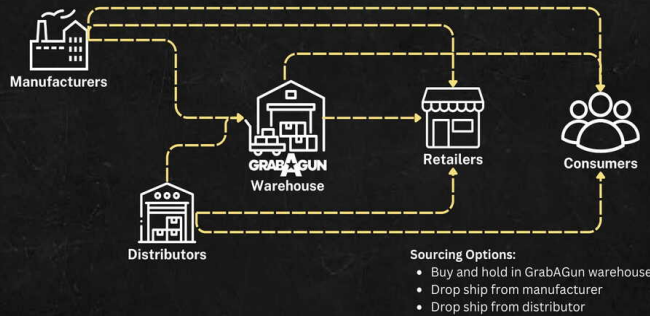 Manufacturers
GRABAGUN
Warehouse
Retailers
Consumers
Distributors
Sourcing Options:
• Buy and hold in GrabAGun warehouse
• Drop ship from manufacturer
• Drop ship from distributor